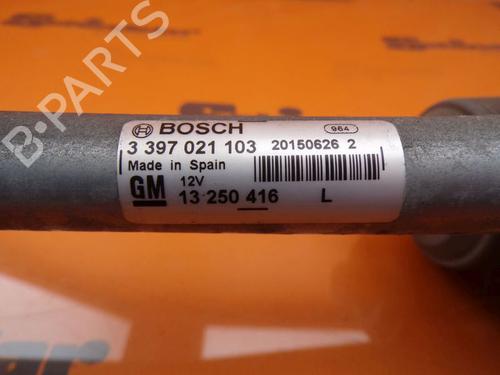 BOSCH 964
3 397 021 103 20150626 2
Made in Spain
GM 12V
13 250 416 L
B-PARTS